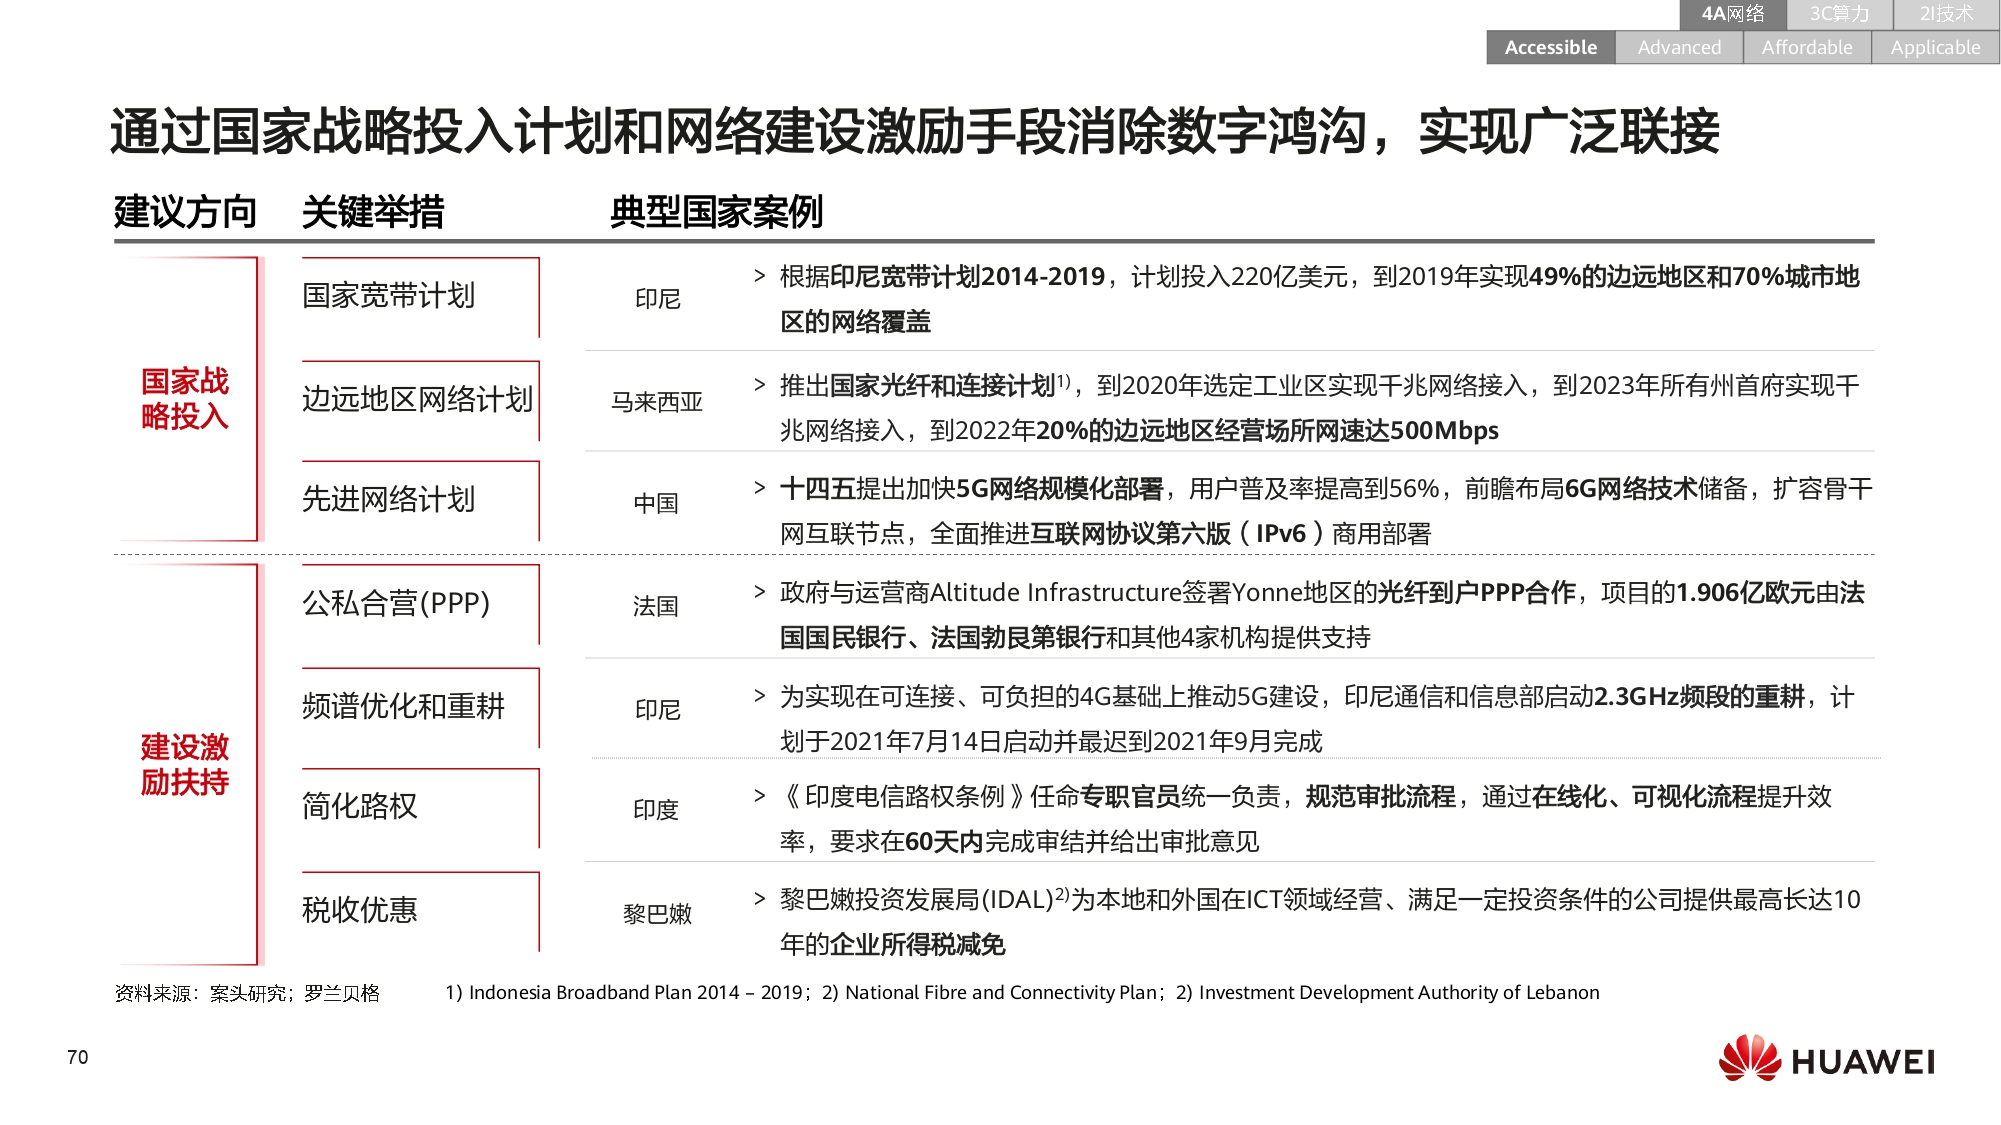 4A网络 3C算力 2I技术
Accessible Advanced Affordable Applicable
通过国家战略投入计划和网络建设激励手段消除数字鸿沟，实现广泛联接
建议方向 关键举措 典型国家案例
国家战
略投入
国家宽带计划
印尼
> 根据印尼宽带计划2014-2019，计划投入220亿美元，到2019年实现49%的边远地区和70%城市地
区的网络覆盖
边远地区网络计划
马来西亚
> 推出国家光纤和连接计划1)，到2020年选定工业区实现千兆网络接入，到2023年所有州首府实现千
兆网络接入，到2022年20%的边远地区经营场所网速达500Mbps
先进网络计划
中国
> 十四五提出加快5G网络规模化部署，用户普及率提高到56%，前瞻布局6G网络技术储备，扩容骨干
网互联节点，全面推进互联网协议第六版（IPv6）商用部署
建设激
励扶持
公私合营(PPP)
法国
> 政府与运营商Altitude Infrastructure签署Yonne地区的光纤到户PPP合作，项目的1.906亿欧元由法
国国民银行、法国勃艮第银行和其他4家机构提供支持
频谱优化和重耕
印尼
> 为实现在可连接、可负担的4G基础上推动5G建设，印尼通信和信息部启动2.3GHz频段的重耕，计
划于2021年7月14日启动并最迟到2021年9月完成
简化路权
印度
> 《印度电信路权条例》任命专职官员统一负责，规范审批流程，通过在线化、可视化流程提升效
率，要求在60天内完成审结并给出审批意见
税收优惠
黎巴嫩
> 黎巴嫩投资发展局(IDAL)2)为本地和外国在ICT领域经营、满足一定投资条件的公司提供最高长达10
年的企业所得税减免
资料来源：案头研究；罗兰贝格 1) Indonesia Broadband Plan 2014 – 2019；2) National Fibre and Connectivity Plan；2) Investment Development Authority of Lebanon
70
HUAWEI